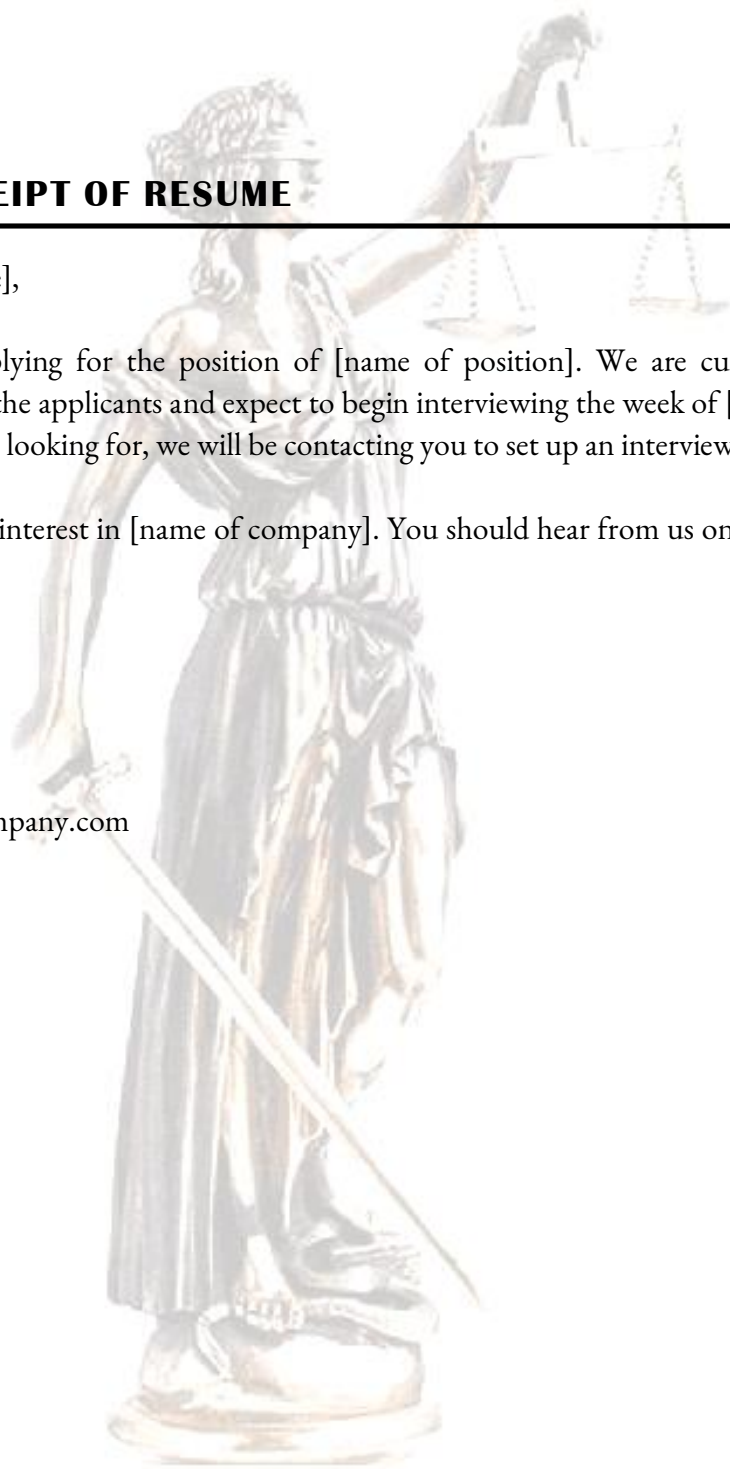 EIPT OF RESUME
],
lying for the position of [name of position]. We are cu
the applicants and expect to begin interviewing the week of [
looking for, we will be contacting you to set up an interview
interest in [name of company]. You should hear from us on
npany.com